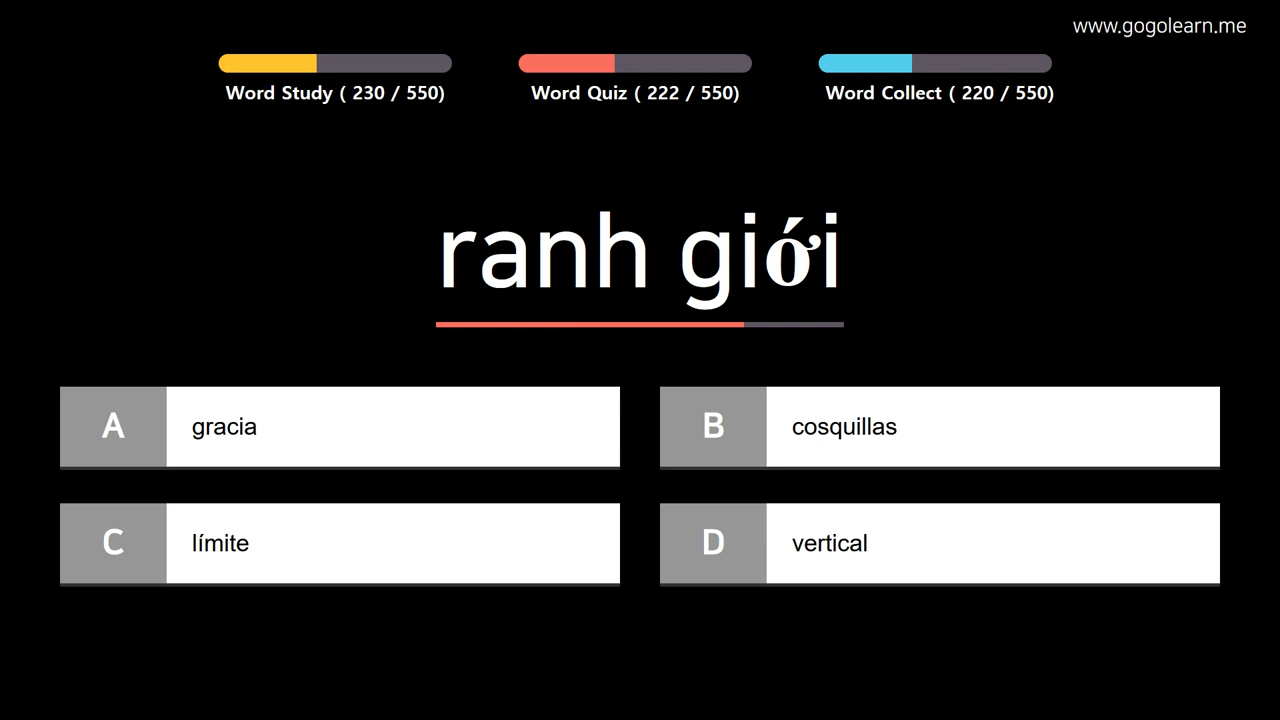 www.gogolearn.me
Word Study ( 230 / 550)
Word Quiz ( 222 / 550)
Word Collect ( 220 / 550)
ranh giới
A gracia
B cosquillas
C límite
D vertical